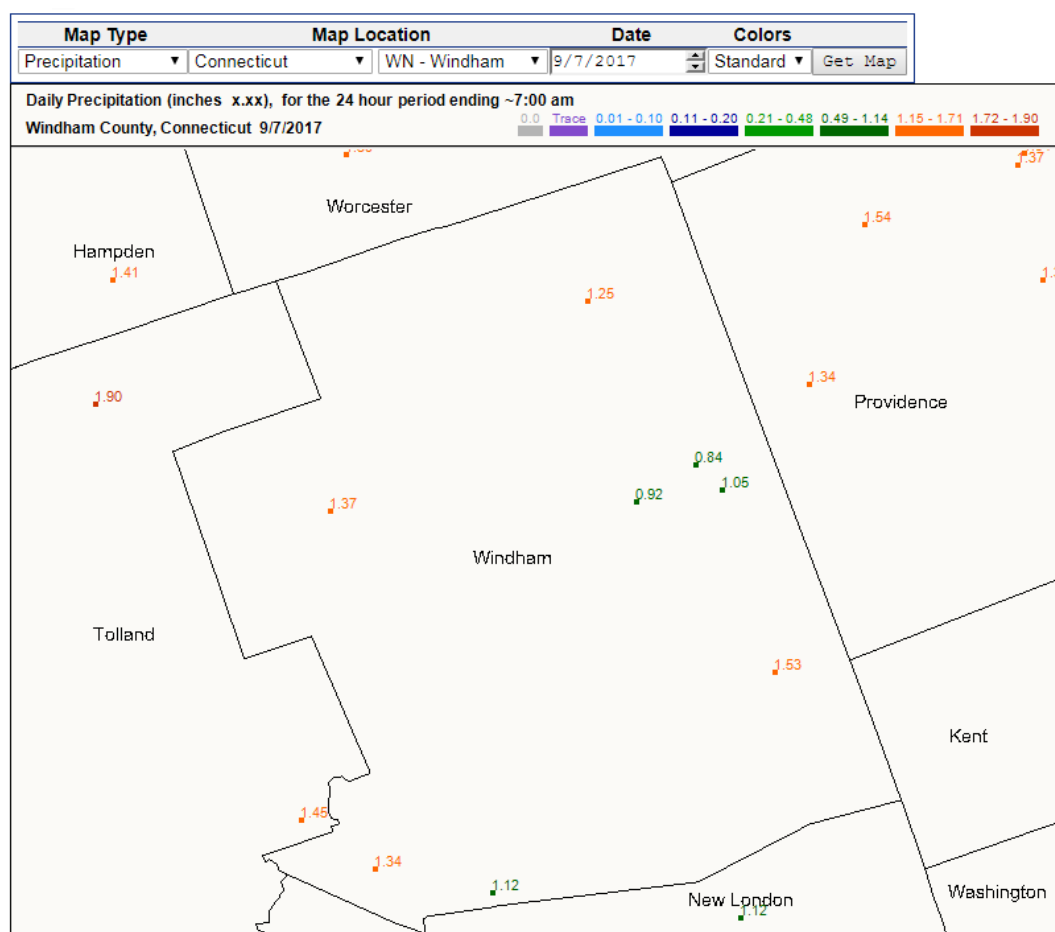 Map Type Map Location Date Colors
Precipitation Connecticut WN - Windham 9/7/2017 Standard Get Map
Daily Precipitation (inches x.xx), for the 24 hour period ending ~7:00 am
Windham County, Connecticut 9/7/2017
0.0 Trace 0.01 - 0.10 0.11 - 0.20 0.21 - 0.48 0.49 - 1.14 1.15 - 1.71 1.72 - 1.90
1.37
Worcester
1.54
Hampden
1.41
1.25
1.34
1.90
Providence
0.84
1.05
0.92
1.37
Windham
Tolland
1.53
Kent
1.45
1.34
1.12
Washington
New London
1.12